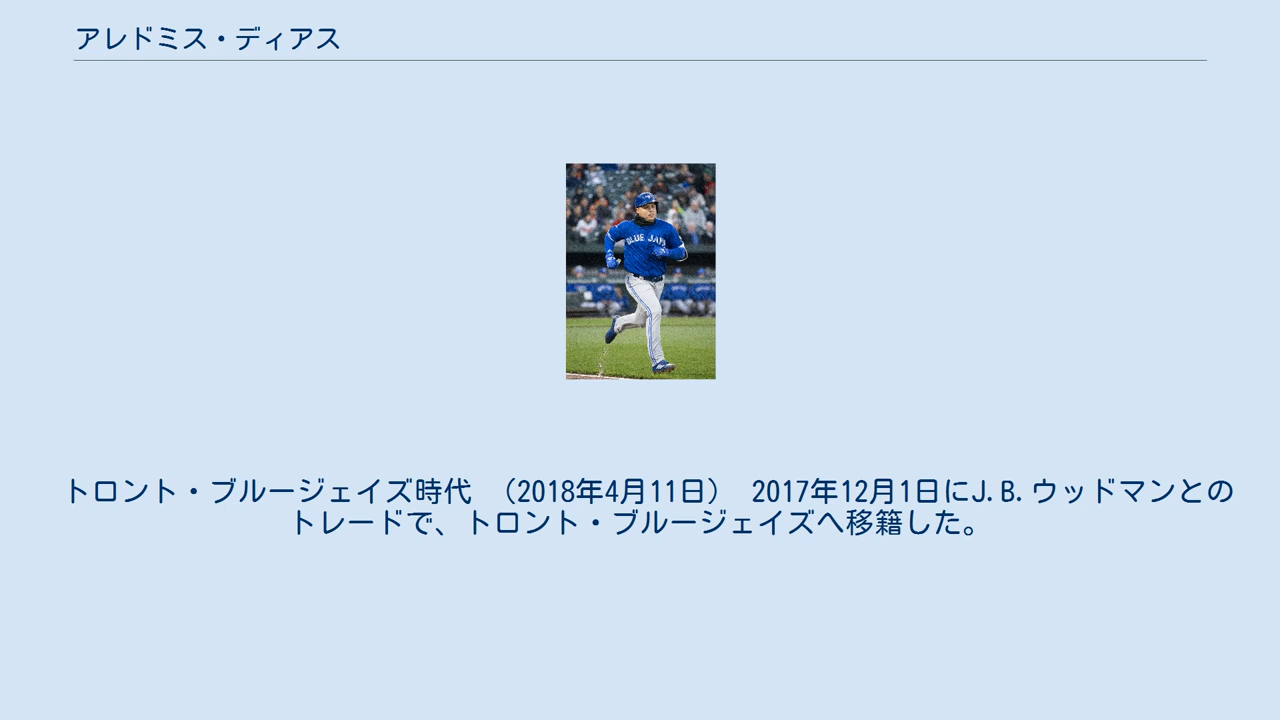 アレドミス・ディアス
BLUE JAYS
トロント・ブルージェイズ時代 （2018年4月11日） 2017年12月1日にJ.B.ウッドマンとの
トレードで、トロント・ブルージェイズへ移籍した。